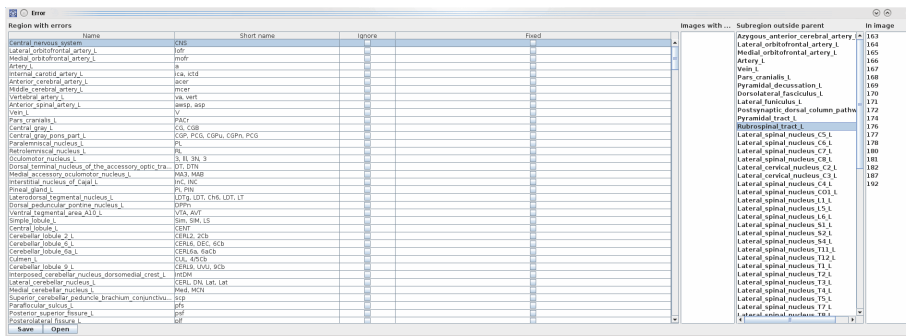 Error
Region with errors
Images with ...
Subregion outside parent
In image
Name Short name Ignore Fixed
Central_nervous_system CNS
Lateral_orbitofrontal_artery_L lofr
Medial_orbitofrontal_artery_L mofr
Artery_L a
Internal_carotid_artery_L ica, ictd
Anterior_cerebral_artery_L acer
Middle_cerebral_artery_L mcer
Vertebral_artery_L va, vert
Anterior_spinal_artery_L awsp, asp
Vein_L V
Pars_cranialis_L PACr
Central_gray_L CG, CGB
Central_gray_pons_part_L CGP, PCG, CGPu, CGPn, PCG
Paralemniscal_nucleus_L PL
Retrolemniscal_nucleus_L RL
Oculomotor_nucleus_L 3, III, 3N, 3
Dorsal_terminal_nucleus_of_the_accessory_optic_tra... DT, DTN
Medial_accessory_oculomotor_nucleus_L MA3, MAB
Interstitial_nucleus_of_Cajal_L InC, INC
Pineal_gland_L Pi, PIN
Laterodorsal_tegmental_nucleus_L LDTg, LDT, Ch6, LDT, LT
Dorsal_peduncular_pontine_nucleus_L DPPn
Ventral_tegmental_area_A10_L VTA, AVT
Simple_lobule_L Sim, SIM, LS
Central_lobule_L CENT
Cerebellar_lobule_2_L CERL2, 2Cb
Cerebellar_lobule_6_L CERL6, DEC, 6Cb
Cerebellar_lobule_6a_L CERL6a, 6aCb
Culmen_L CUL, 4/5Cb
Cerebellar_lobule_9_L CERL9, UVU, 9Cb
Interposed_cerebellar_nucleus_dorsomedial_crest_L IntDM
Lateral_cerebellar_nucleus_L CERL, DN, Lat, Lat
Medial_cerebellar_nucleus_L Med, MCN
Superior_cerebellar_peduncle_brachium_conjunctivu... scp
Paraflocular_sulcus_L pfs
Posterior_superior_fissure_L psf
Posterolateral_fissure_L plf
Azygous_anterior_cerebral_artery_
Lateral_orbitofrontal_artery_L
Medial_orbitofrontal_artery_L
Artery_L
Vein_L
Pars_cranialis_L
Pyramidal_decussation_L
Dorsolateral_fasciculus_L
Lateral_funiculus_L
Postsynaptic_dorsal_column_pathw
Pyramidal_tract_L
Rubrospinal_tract_L
Lateral_spinal_nucleus_C5_L
Lateral_spinal_nucleus_C6_L
Lateral_spinal_nucleus_C7_L
Lateral_spinal_nucleus_C8_L
Lateral_cervical_nucleus_C2_L
Lateral_cervical_nucleus_C3_L
Lateral_spinal_nucleus_C4_L
Lateral_spinal_nucleus_CO1_L
Lateral_spinal_nucleus_L1_L
Lateral_spinal_nucleus_L5_L
Lateral_spinal_nucleus_L6_L
Lateral_spinal_nucleus_S1_L
Lateral_spinal_nucleus_S2_L
Lateral_spinal_nucleus_S4_L
Lateral_spinal_nucleus_T11_L
Lateral_spinal_nucleus_T12_L
Lateral_spinal_nucleus_T1_L
Lateral_spinal_nucleus_T2_L
Lateral_spinal_nucleus_T3_L
Lateral_spinal_nucleus_T4_L
Lateral_spinal_nucleus_T5_L
Lateral_spinal_nucleus_T7_L
Lateral_spinal_nucleus_T8_L
163
164
165
166
167
168
169
170
171
172
174
176
177
178
180
181
182
187
192
Save Open